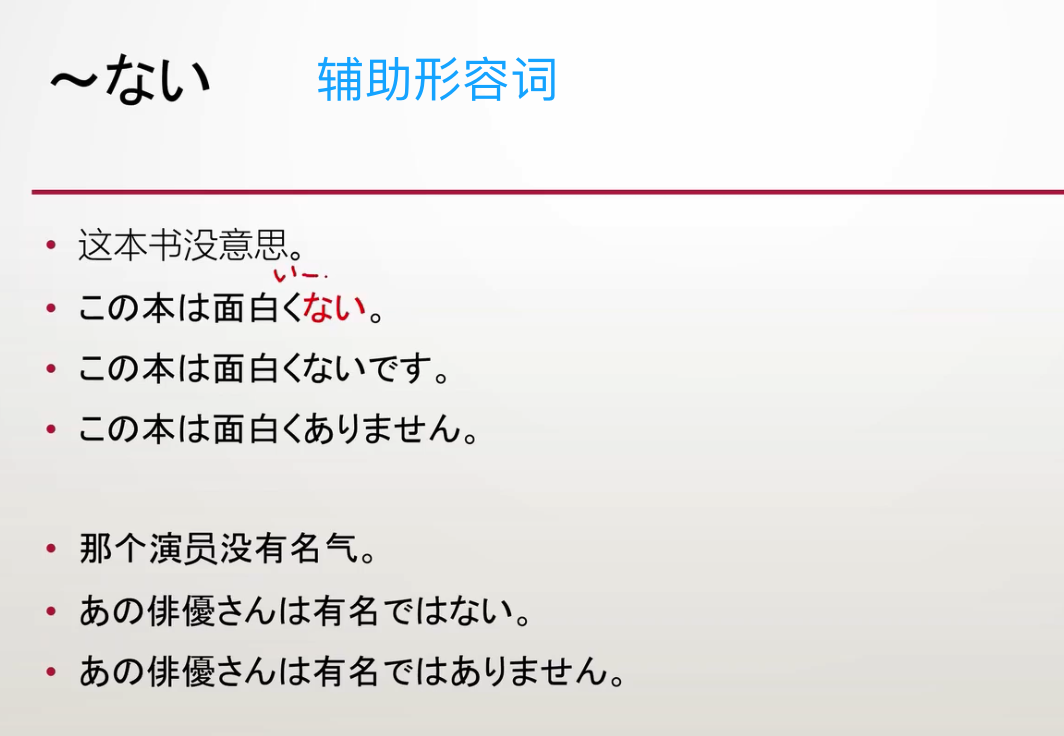 ～ない 辅助形容词
• 这本书没意思。
いー.
• この本は面白くない。
• この本は面白くないです。
• この本は面白くありません。
• 那个演员没有名气。
• あの俳優さんは有名ではない。
• あの俳優さんは有名ではありません。